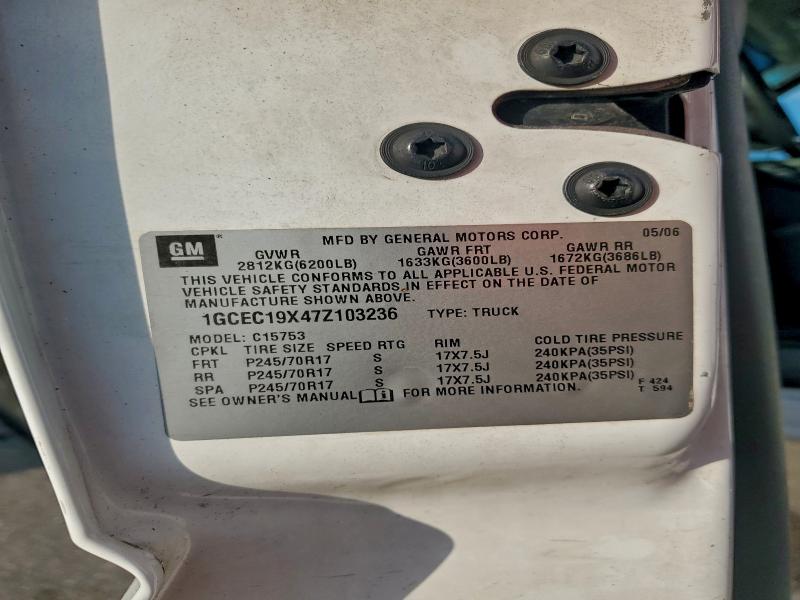 GM
MFD BY GENERAL MOTORS CORP. 05/06
GVWR GAWR FRT GAWR RR
2812KG(6200LB) 1633KG(3600LB) 1672KG(3686LB)
THIS VEHICLE CONFORMS TO ALL APPLICABLE U.S. FEDERAL MOTOR
VEHICLE SAFETY STANDARDS IN EFFECT ON THE DATE OF
MANUFACTURE SHOWN ABOVE.
1GCEC19X47Z103236 TYPE: TRUCK
MODEL: C15753
CPKL TIRE SIZE SPEED RTG RIM COLD TIRE PRESSURE
FRT P245/70R17 S 17X7.5J 240KPA(35PSI)
RR P245/70R17 S 17X7.5J 240KPA(35PSI)
SPA P245/70R17 S 17X7.5J 240KPA(35PSI)
SEE OWNER'S MANUAL i FOR MORE INFORMATION.
F 424
T 594